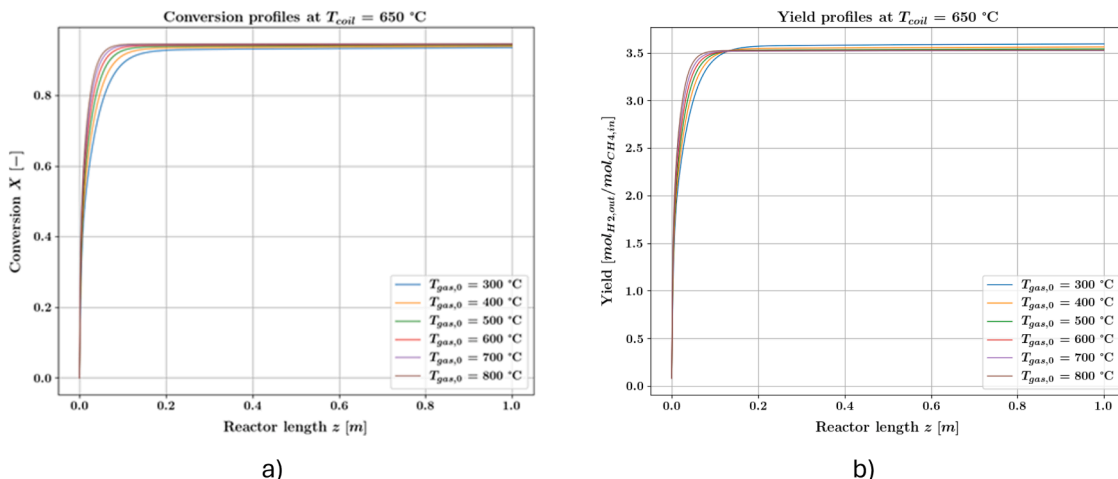 Conversion profiles at T_coil = 650 °C
Conversion X [−]
0.8
0.6
0.4
0.2
0.0
T_gas,0 = 300 °C
T_gas,0 = 400 °C
T_gas,0 = 500 °C
T_gas,0 = 600 °C
T_gas,0 = 700 °C
T_gas,0 = 800 °C
0.0 0.2 0.4 0.6 0.8 1.0
Reactor length z [m]
a)
Yield profiles at T_coil = 650 °C
Yield [mol_H2,out/mol_CH4,in]
3.5
3.0
2.5
2.0
1.5
1.0
0.5
0.0
T_gas,0 = 300 °C
T_gas,0 = 400 °C
T_gas,0 = 500 °C
T_gas,0 = 600 °C
T_gas,0 = 700 °C
T_gas,0 = 800 °C
0.0 0.2 0.4 0.6 0.8 1.0
Reactor length z [m]
b)